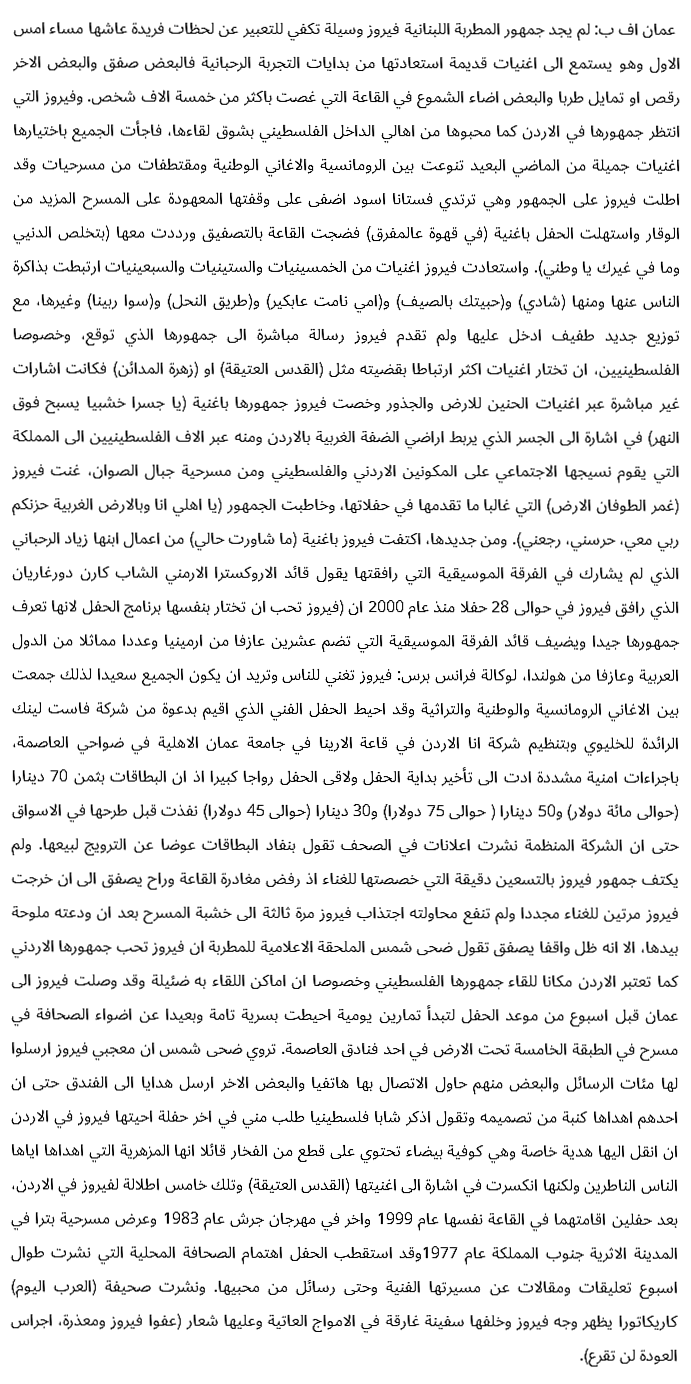 عمان اف ب: لم يجد جمهور المطربة اللبنانية فيروز وسيلة تكفي للتعبير عن لحظات فريدة عاشها مساء امس
الاول وهو يستمع الى اغنيات قديمة استعادتها من بدايات التجربة الرحبانية فالبعض صفق والبعض الاخر
رقص او تمايل طربا والبعض اضاء الشموع في القاعة التي غصت باكثر من خمسة الاف شخص. وفيروز التي
انتظر جمهورها في الاردن كما محبوها من اهالي الداخل الفلسطيني بشوق لقاءها، فاجأت الجميع باختيارها
اغنيات جميلة من الماضي البعيد تنوعت بين الرومانسية والاغاني الوطنية ومقتطفات من مسرحيات وقد
اطلت فيروز على الجمهور وهي ترتدي فستانا اسود اضفى على وقفتها المعهودة على المسرح المزيد من
الوقار واستهلت الحفل باغنية (في قهوة عالمفرق) فضجت القاعة بالتصفيق ورددت معها (بتخلص الدنيي
وما في غيرك يا وطني). واستعادت فيروز اغنيات من الخمسينيات والستينيات والسبعينيات ارتبطت بذاكرة
الناس عنها ومنها (شادي) و(حبيتك بالصيف) و(امي نامت عابكير) و(طريق النحل) و(سوا ربينا) وغيرها، مع
توزيع جديد طفيف ادخل عليها ولم تقدم فيروز رسالة مباشرة الى جمهورها الذي توقع، وخصوصا
الفلسطينيين، ان تختار اغنيات اكثر ارتباطا بقضيته مثل (القدس العتيقة) او (زهرة المدائن) فكانت اشارات
غير مباشرة عبر اغنيات الحنين للارض والجذور وخصت فيروز جمهورها باغنية (يا جسرا خشبيا يسبح فوق
النهر) في اشارة الى الجسر الذي يربط اراضي الضفة الغربية بالاردن ومنه عبر الاف الفلسطينيين الى المملكة
التي يقوم نسيجها الاجتماعي على المكونين الاردني والفلسطيني ومن مسرحية جبال الصوان، غنت فيروز
(غمر الطوفان الارض) التي غالبا ما تقدمها في حفلاتها، وخاطبت الجمهور (يا اهلي انا وبالارض الغربية حزنكم
ربي معي، حرسني، رجعني). ومن جديدها، اكتفت فيروز باغنية (ما شاورت حالي) من اعمال ابنها زياد الرحباني
الذي لم يشارك في الفرقة الموسيقية التي رافقتها يقول قائد الاروكسترا الارمني الشاب كارن دورغاريان
الذي رافق فيروز في حوالى 28 حفلا منذ عام 2000 ان (فيروز تحب ان تختار بنفسها برنامج الحفل لانها تعرف
جمهورها جيدا ويضيف قائد الفرقة الموسيقية التي تضم عشرين عازفا من ارمينيا وعددا مماثلا من الدول
العربية وعازفا من هولندا، لوكالة فرانس برس: فيروز تغني للناس وتريد ان يكون الجميع سعيدا لذلك جمعت
بين الاغاني الرومانسية والوطنية والتراثية وقد احيط الحفل الفني الذي اقيم بدعوة من شركة فاست لينك
الرائدة للخليوي وبتنظيم شركة انا الاردن في قاعة الارينا في جامعة عمان الاهلية في ضواحي العاصمة،
باجراءات امنية مشددة ادت الى تأخير بداية الحفل ولاقى الحفل رواجا كبيرا اذ ان البطاقات بثمن 70 دينارا
(حوالى مائة دولار) و50 دينارا ( حوالى 75 دولارا) و30 دينارا (حوالى 45 دولارا) نفذت قبل طرحها في الاسواق
حتى ان الشركة المنظمة نشرت اعلانات في الصحف تقول بنفاد البطاقات عوضا عن الترويج لبيعها. ولم
يكتف جمهور فيروز بالتسعين دقيقة التي خصصتها للغناء اذ رفض مغادرة القاعة وراح يصفق الى ان خرجت
فيروز مرتين للغناء مجددا ولم تنفع محاولته اجتذاب فيروز مرة ثالثة الى خشبة المسرح بعد ان ودعته ملوحة
بيدها، الا انه ظل واقفا يصفق تقول ضحى شمس الملحقة الاعلامية للمطربة ان فيروز تحب جمهورها الاردني
كما تعتبر الاردن مكانا للقاء جمهورها الفلسطيني وخصوصا ان اماكن اللقاء به ضئيلة وقد وصلت فيروز الى
عمان قبل اسبوع من موعد الحفل لتبدأ تمارين يومية احيطت بسرية تامة وبعيدا عن اضواء الصحافة في
مسرح في الطبقة الخامسة تحت الارض في احد فنادق العاصمة. تروي ضحى شمس ان معجبي فيروز ارسلوا
لها مئات الرسائل والبعض منهم حاول الاتصال بها هاتفيا والبعض الاخر ارسل هدايا الى الفندق حتى ان
احدهم اهداها كنبة من تصميمه وتقول اذكر شابا فلسطينيا طلب مني في اخر حفلة احيتها فيروز في الاردن
ان انقل اليها هدية خاصة وهي كوفية بيضاء تحتوي على قطع من الفخار قائلا انها المزهرية التي اهداها اياها
الناس الناطرين ولكنها انكسرت في اشارة الى اغنيتها (القدس العتيقة) وتلك خامس اطلالة لفيروز في الاردن،
بعد حفلين اقامتهما في القاعة نفسها عام 1999 واخر في مهرجان جرش عام 1983 وعرض مسرحية بترا في
المدينة الاثرية جنوب المملكة عام 1977وقد استقطب الحفل اهتمام الصحافة المحلية التي نشرت طوال
اسبوع تعليقات ومقالات عن مسيرتها الفنية وحتى رسائل من محبيها. ونشرت صحيفة (العرب اليوم)
كاريكاتورا يظهر وجه فيروز وخلفها سفينة غارقة في الامواج العاتية وعليها شعار (عفوا فيروز ومعذرة، اجراس
العودة لن تقرع).